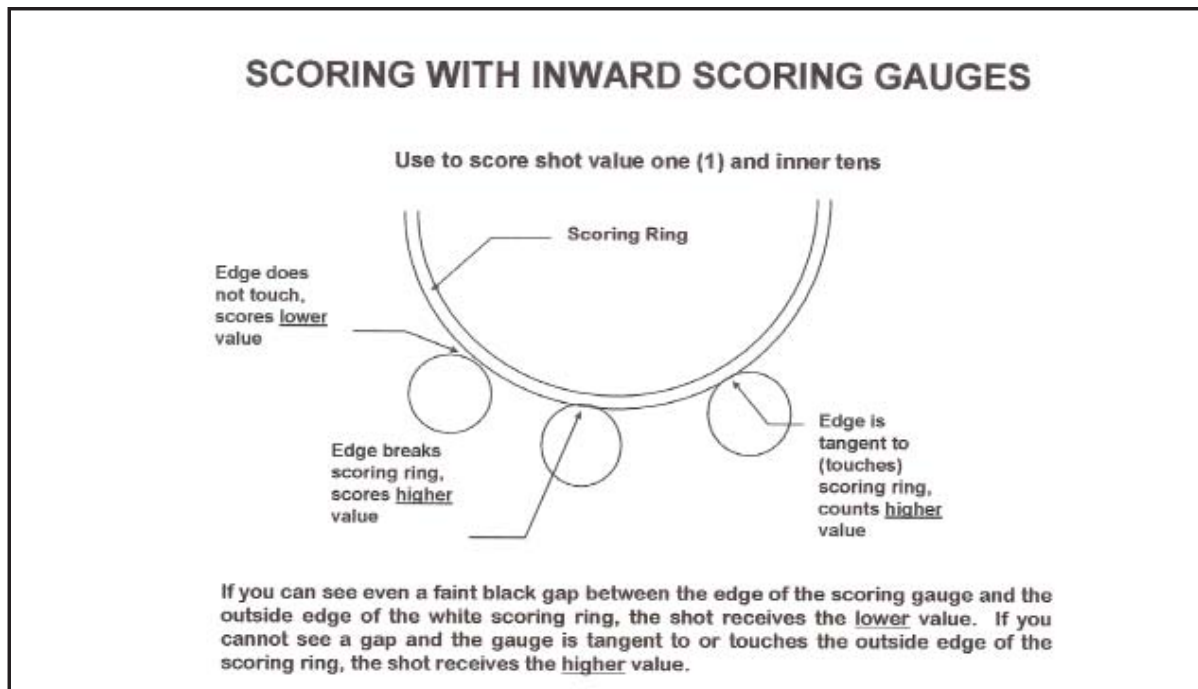 SCORING WITH INWARD SCORING GAUGES
Use to score shot value one (1) and inner tens
Scoring Ring
Edge does
not touch,
scores lower
value
Edge breaks
scoring ring,
scores higher
value
Edge is
tangent to
(touches)
scoring ring,
counts higher
value
If you can see even a faint black gap between the edge of the scoring gauge and the
outside edge of the white scoring ring, the shot receives the lower value. If you
cannot see a gap and the gauge is tangent to or touches the outside edge of the
scoring ring, the shot receives the higher value.